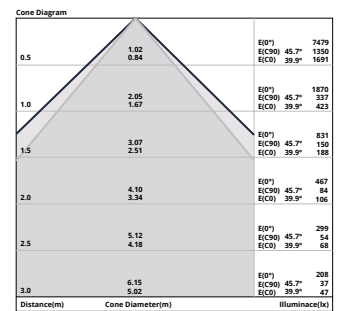 Cone Diagram
E(0°) 7479
1.02 E(C90) 45.7° 1350
0.5 0.84 E(C0) 39.9° 1691
E(0°) 1870
2.05 E(C90) 45.7° 337
1.0 1.67 E(C0) 39.9° 423
E(0°) 831
3.07 E(C90) 45.7° 150
1.5 2.51 E(C0) 39.9° 188
E(0°) 467
4.10 E(C90) 45.7° 84
2.0 3.34 E(C0) 39.9° 106
E(0°) 299
5.12 E(C90) 45.7° 54
2.5 4.18 E(C0) 39.9° 68
E(0°) 208
6.15 E(C90) 45.7° 37
3.0 5.02 E(C0) 39.9° 47
Distance(m) Cone Diameter(m) Illuminace(lx)